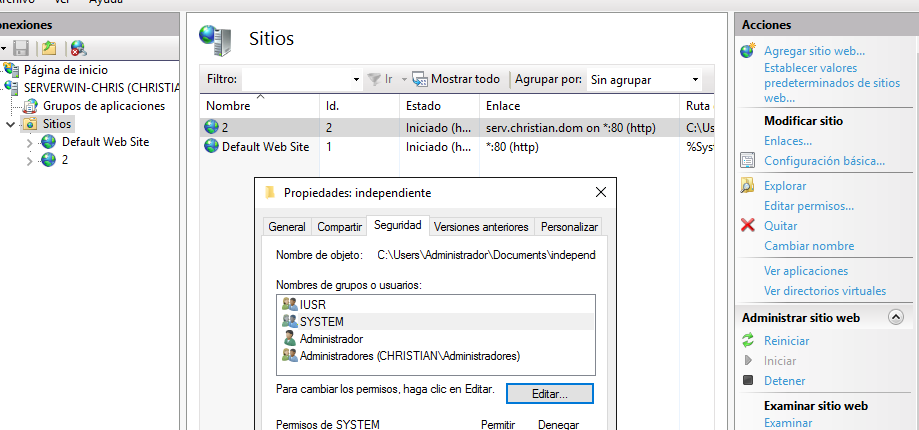 Ver
Ayuda
onexiones
Página de inicio
SERVERWIN-CHRIS (CHRISTIA
Grupos de aplicaciones
Sitios
Default Web Site
2
Sitios
Filtro:
Ir
Mostrar todo
Agrupar por:
Sin agrupar
Nombre
Id.
Estado
Enlace
Ruta
2
2
Iniciado (h...
serv.christian.dom on *:80 (http)
C:\Us
Default Web Site
1
Iniciado (h...
*:80 (http)
%Sys
Propiedades: independiente
General
Compartir
Seguridad
Versiones anteriores
Personalizar
Nombre de objeto:
C:\Users\Administrador\Documents\independ
Nombres de grupos o usuarios:
IUSR
SYSTEM
Administrador
Administradores (CHRISTIAN\Administradores)
Para cambiar los permisos, haga clic en Editar.
Editar...
Permisos de SYSTEM
Permitir
Denegar
Acciones
Agregar sitio web...
Establecer valores
predeterminados de sitios
web...
Modificar sitio
Enlaces...
Configuración básica...
Explorar
Editar permisos...
Quitar
Cambiar nombre
Ver aplicaciones
Ver directorios virtuales
Administrar sitio web
Reiniciar
Iniciar
Detener
Examinar sitio web
Examinar